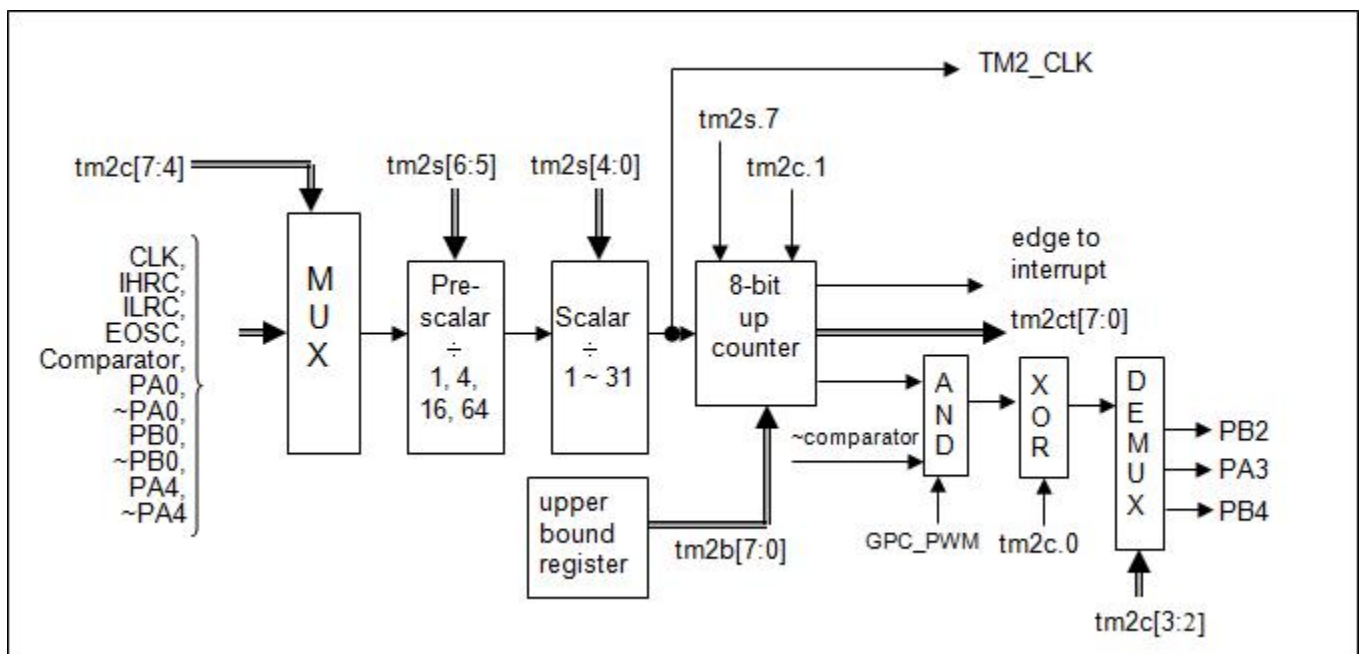 TM2_CLK
tm2s.7
tm2c[7:4]
tm2s[6:5]
tm2s[4:0]
tm2c.1
CLK,
IHRC,
ILRC,
EOSC,
Comparator,
PA0,
~PA0,
PB0,
~PB0,
PA4,
~PA4
M
U
X
Pre-
scalar
÷
1, 4,
16, 64
Scalar
÷
1 ~ 31
8-bit
up
counter
edge to
interrupt
tm2ct[7:0]
~comparator
A
N
D
X
O
R
D
E
M
U
X
PB2
PA3
PB4
upper
bound
register
tm2b[7:0]
GPC_PWM
tm2c.0
tm2c[3:2]